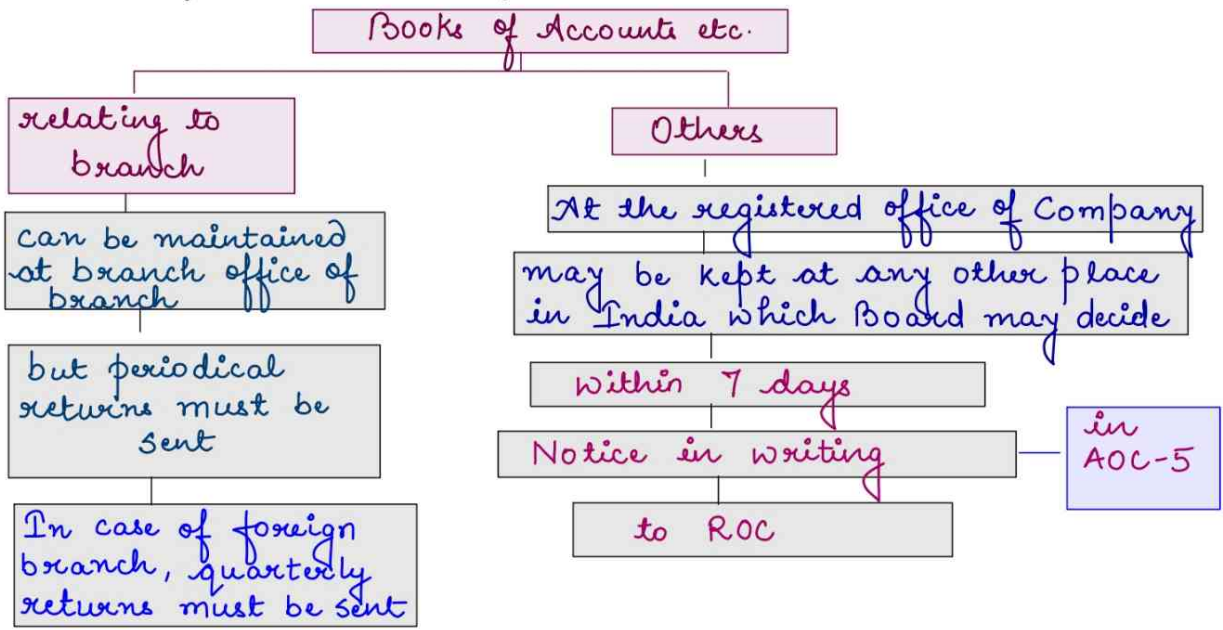 Books of Accounts etc.
relating to
branch
can be maintained
at branch office of
branch
but periodical
returns must be
sent
In case of foreign
branch, quarterly
returns must be sent
Others
At the registered office of Company
may be kept at any other place
in India which Board may decide
within 7 days
Notice in writing
in
AOC-5
to ROC